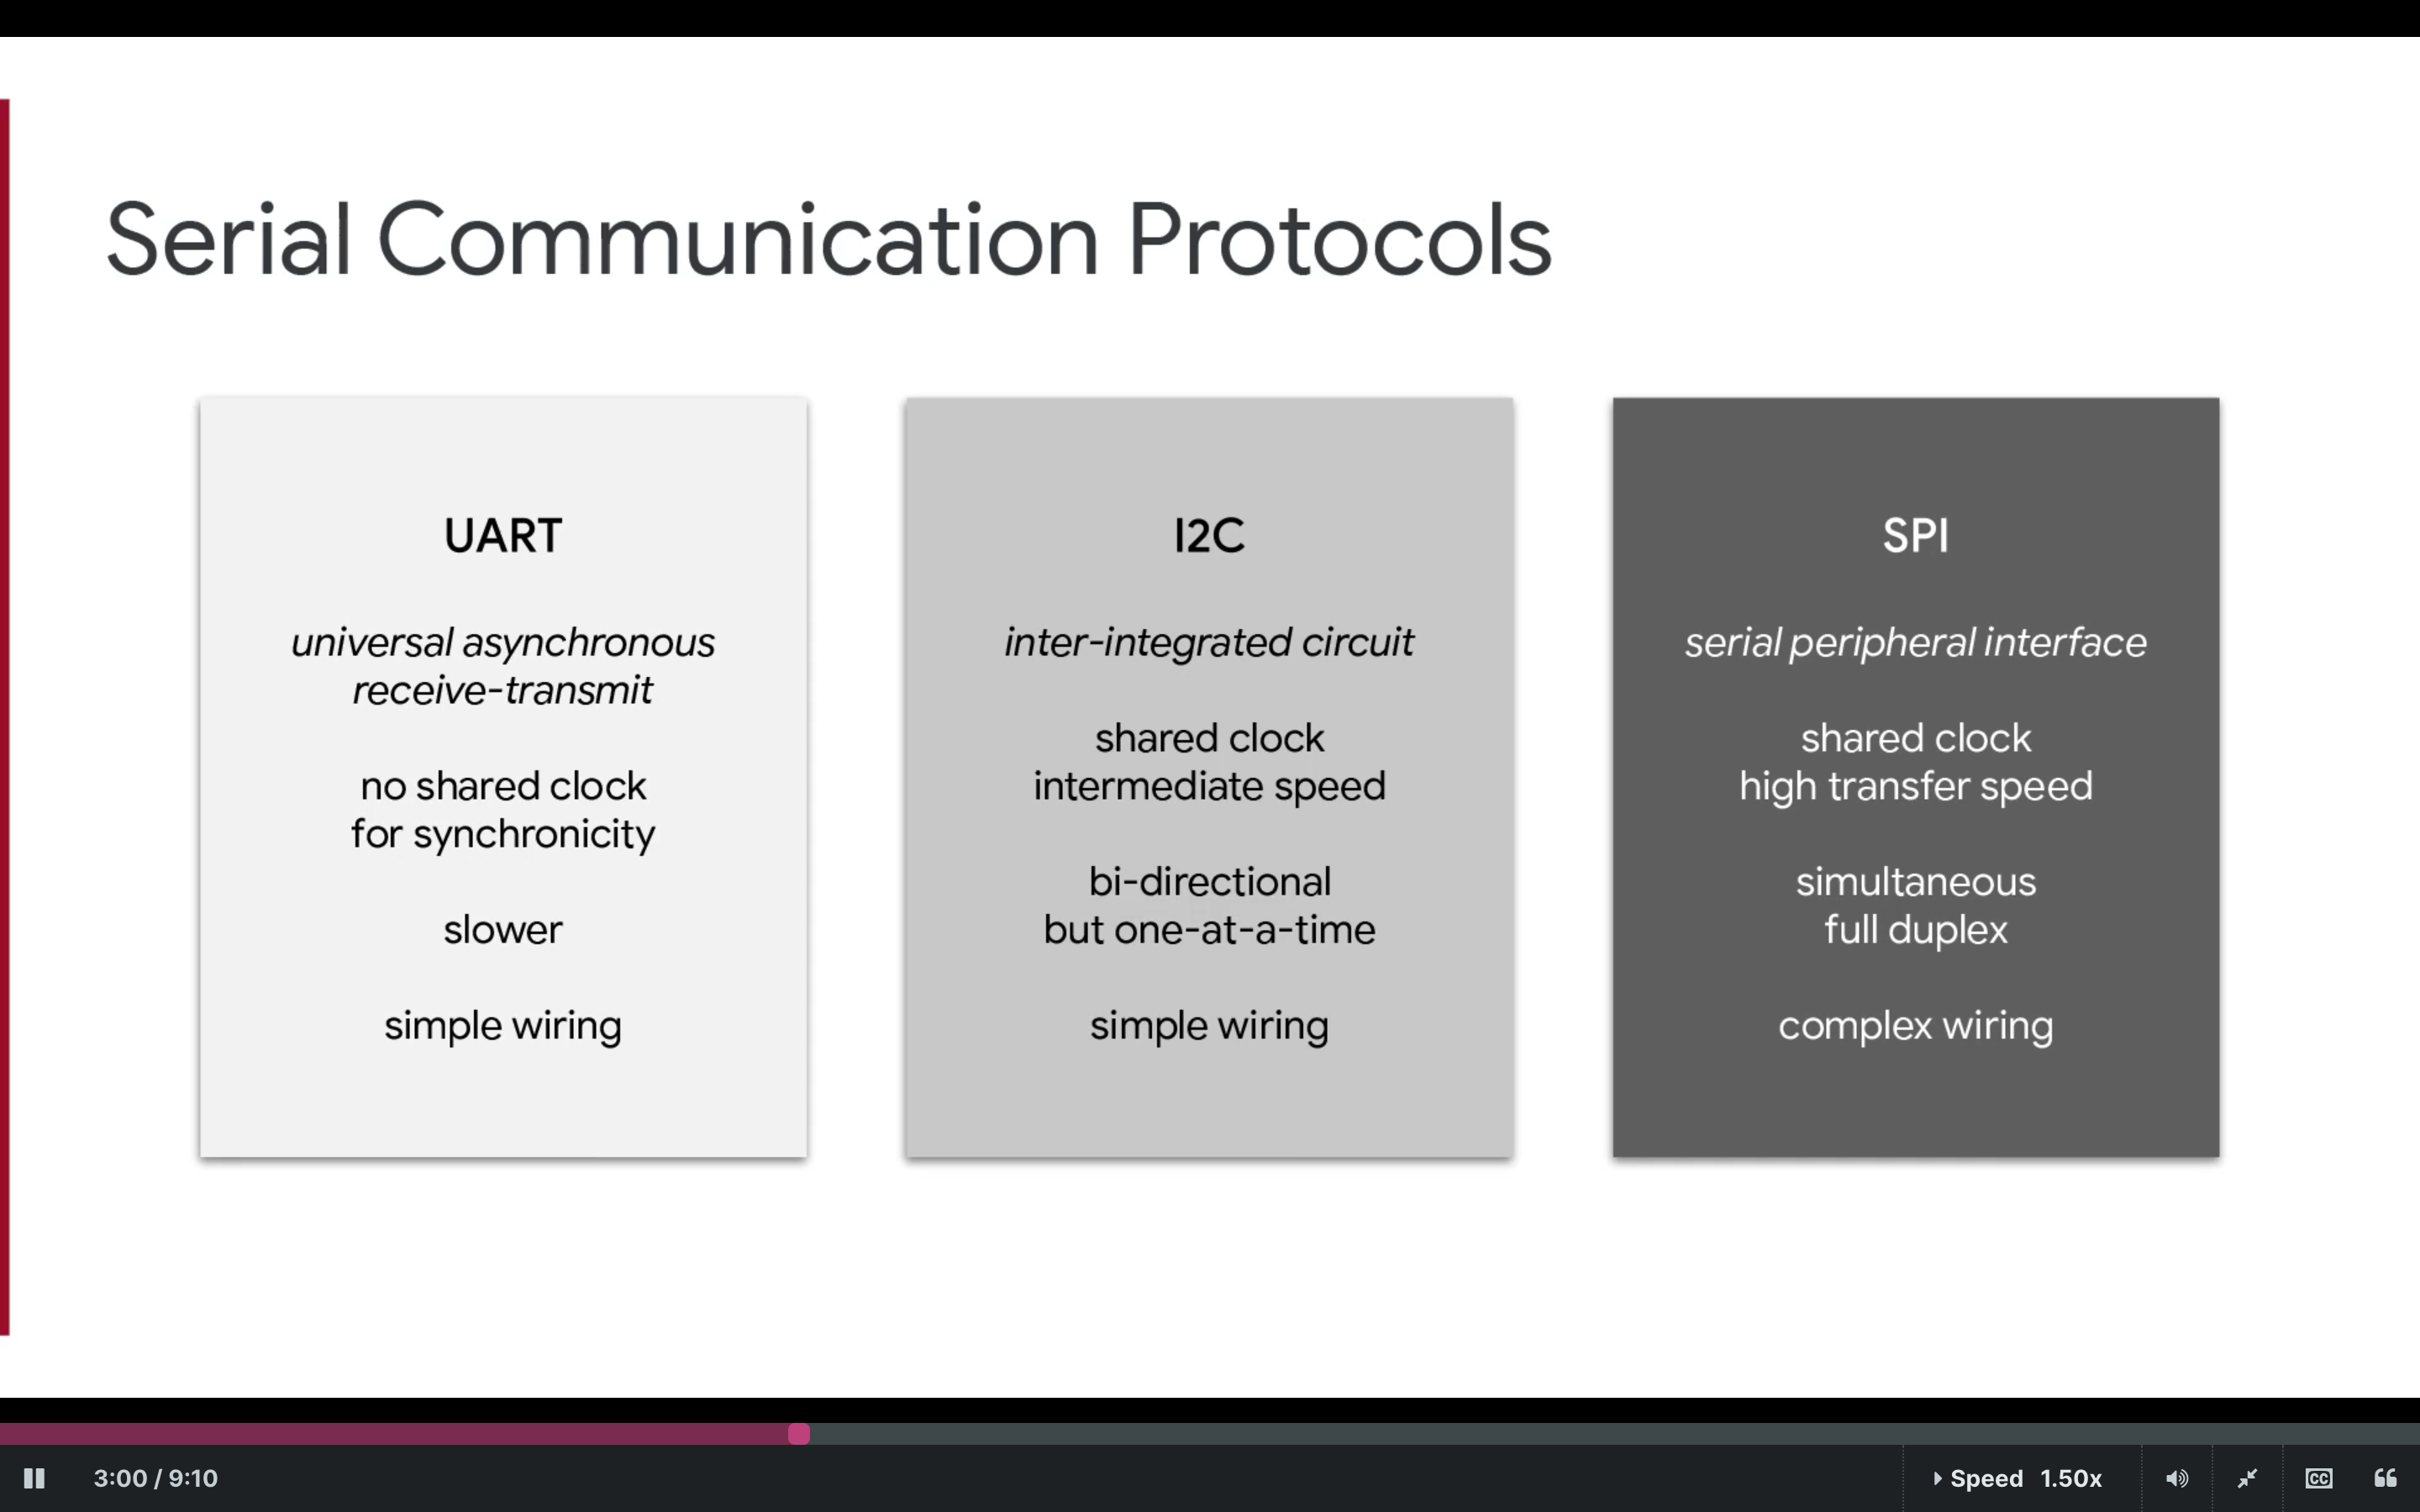 Serial Communication Protocols
UART
universal asynchronous
receive-transmit
no shared clock
for synchronicity
slower
simple wiring
I2C
inter-integrated circuit
shared clock
intermediate speed
bi-directional
but one-at-a-time
simple wiring
SPI
serial peripheral interface
shared clock
high transfer speed
simultaneous
full duplex
complex wiring
3:00 / 9:10
Speed 1.50x
CC